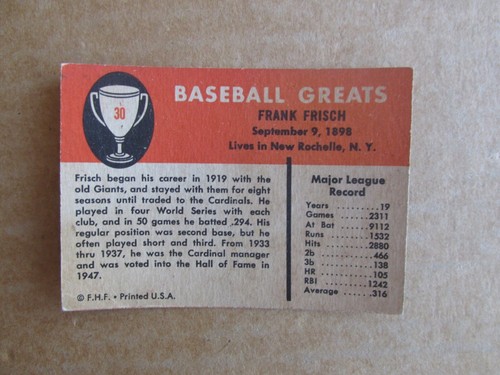 30
BASEBALL GREATS
FRANK FRISCH
September 9, 1898
Lives in New Rochelle, N. Y.
Frisch began his career in 1919 with
the old Giants, and stayed with them for eight
seasons until traded to the Cardinals. He
played in four World Series with each
club, and in 50 games he batted .294. His
regular position was second base, but he
often played short and third. From 1933
thru 1937, he was the Cardinal manager
and was voted into the Hall of Fame in
1947.
© F.H.F. • Printed U.S.A.
Major League
Record
Years ........ 19
Games ....... 2311
At Bat ....... 9112
Runs ........ 1532
Hits ......... 2880
2b .......... 466
3b .......... 138
HR .......... 105
RBI ......... 1242
Average ..... .316